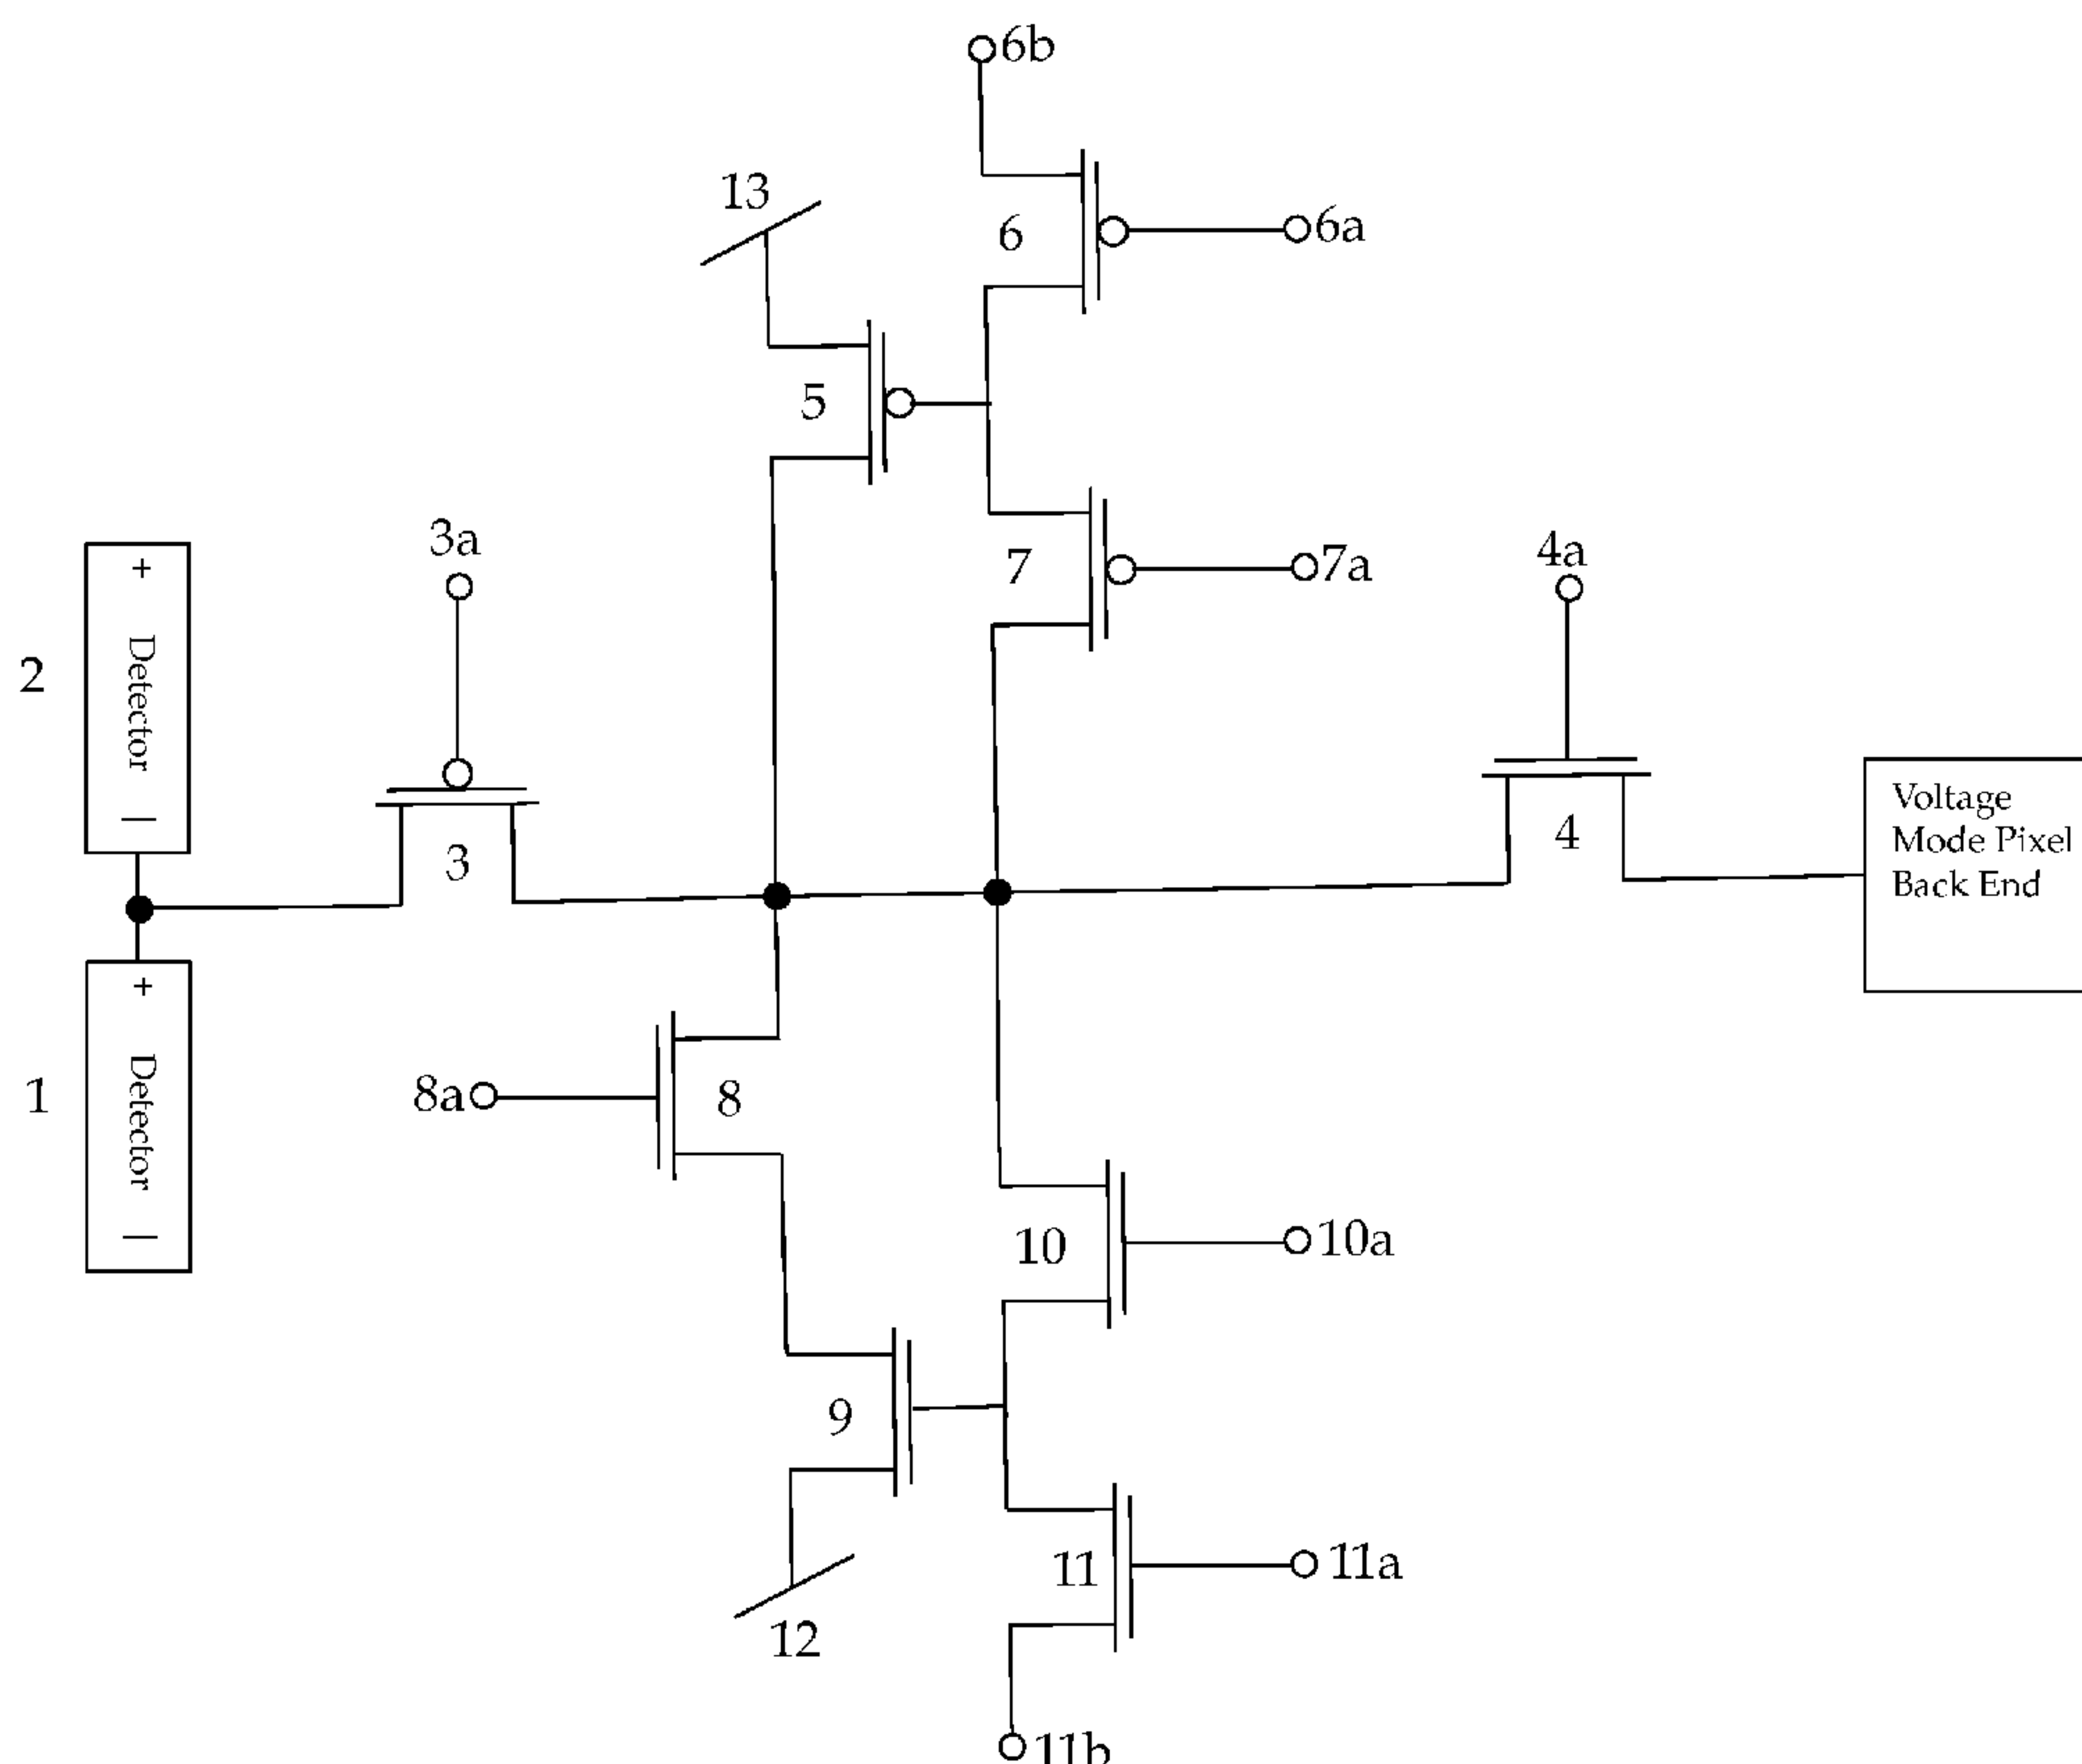 6b
13
6
6a
5
3a
4a
7
7a
+
Detector
–
2
3
4
Voltage
Mode Pixel
Back End
+
Detector
–
1
8a
8
10
10a
9
11
11a
12
11b